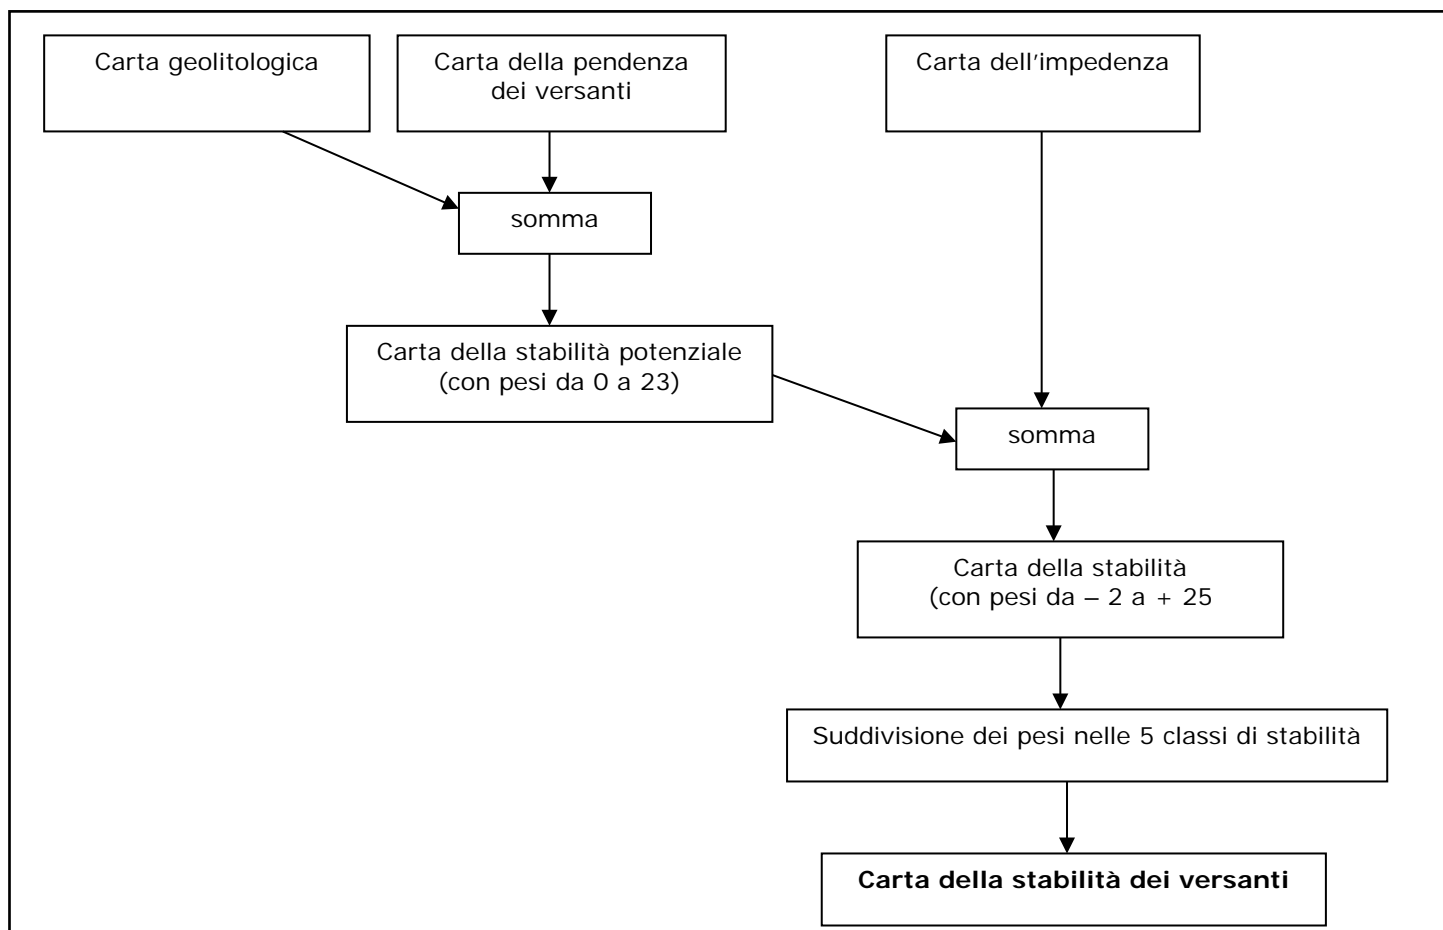 Carta geolitologica
Carta della pendenza
dei versanti
Carta dell'impedenza
somma
Carta della stabilità potenziale
(con pesi da 0 a 23)
somma
Carta della stabilità
(con pesi da – 2 a + 25
Suddivisione dei pesi nelle 5 classi di stabilità
Carta della stabilità dei versanti